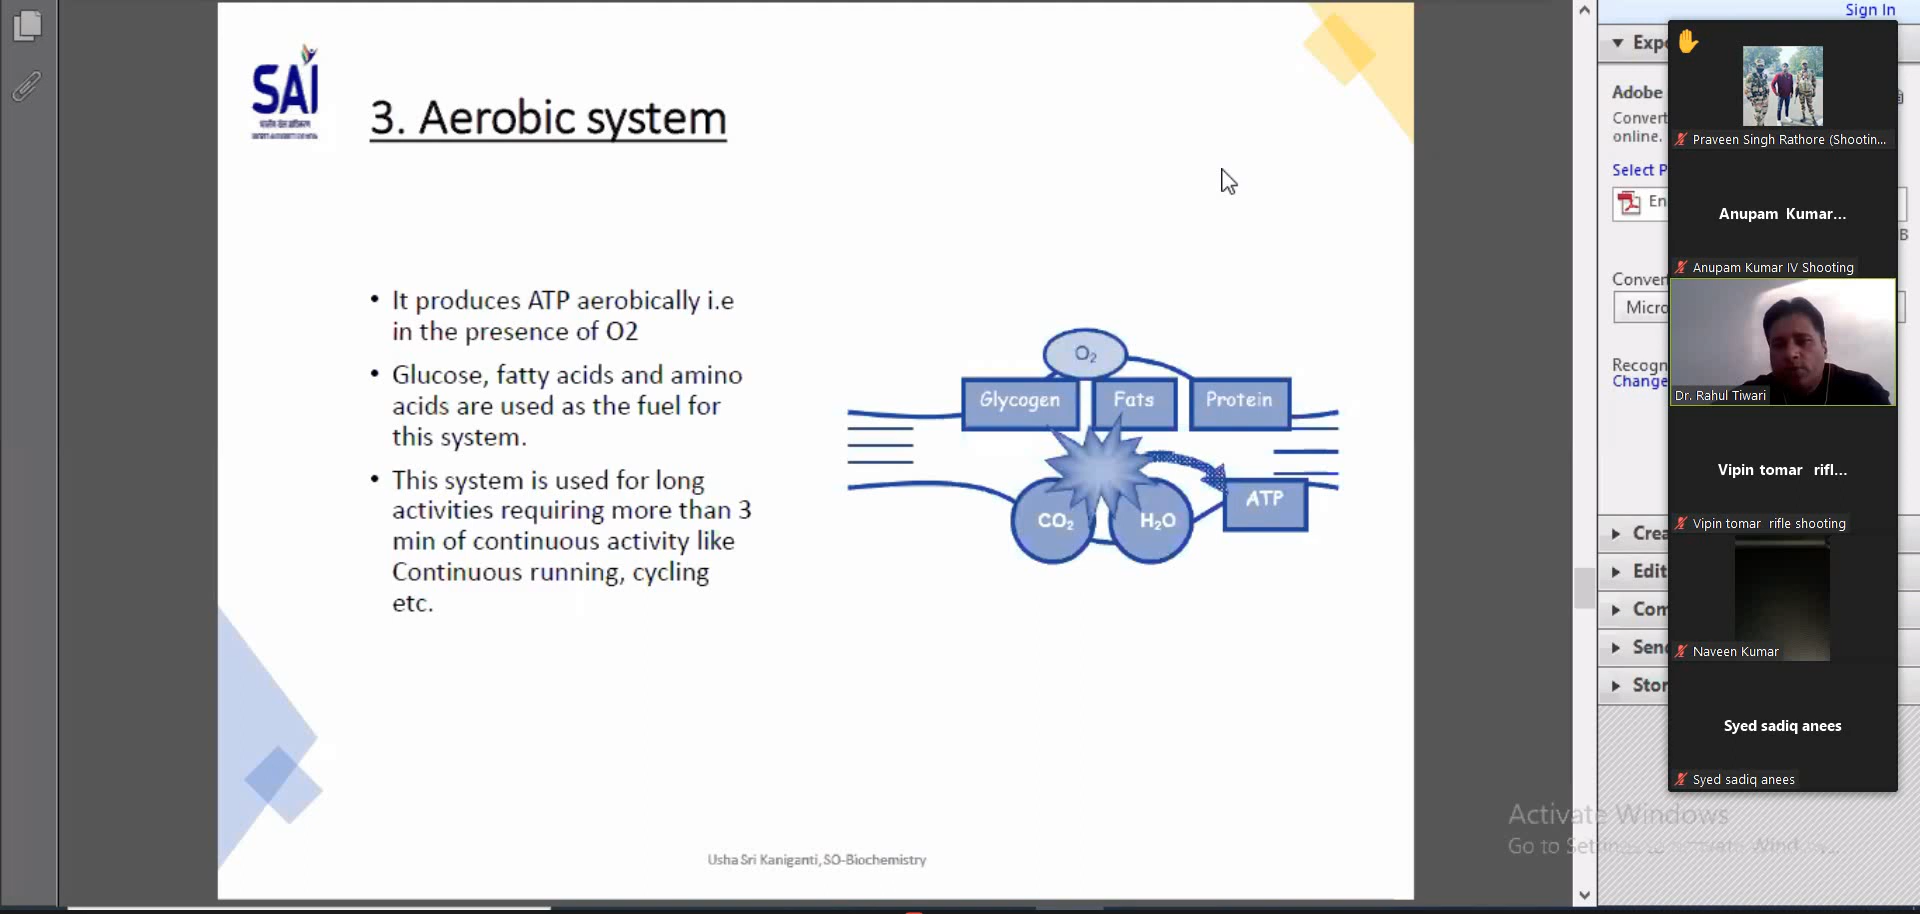 Sign In
SAI
3. Aerobic system
• It produces ATP aerobically i.e
in the presence of O2
• Glucose, fatty acids and amino
acids are used as the fuel for
this system.
• This system is used for long
activities requiring more than 3
min of continuous activity like
Continuous running, cycling
etc.
O₂
Glycogen
Fats
Protein
CO₂
H₂O
ATP
Usha Sri Kaniganti, SO-Biochemistry
Adobe
Convert
online.
Select P
Conver
Micro
Recogn
Change
Crea
Edit
Com
Send
Stor
Praveen Singh Rathore (Shootin...
Anupam Kumar...
Anupam Kumar IV Shooting
Dr. Rahul Tiwari
Vipin tomar rifl...
Vipin tomar rifle shooting
Naveen Kumar
Syed sadiq anees
Syed sadiq anees
Activate Windows